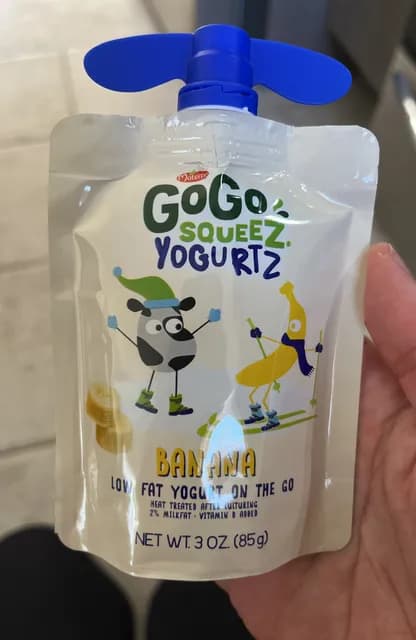 Materne
GoGo
SQUEEZ.
YOGURTZ
BANANA
LOW FAT YOGURT ON THE GO
HEAT TREATED AFTER CULTURING
2% MILKFAT · VITAMIN D ADDED
NET WT. 3 OZ. (85g)